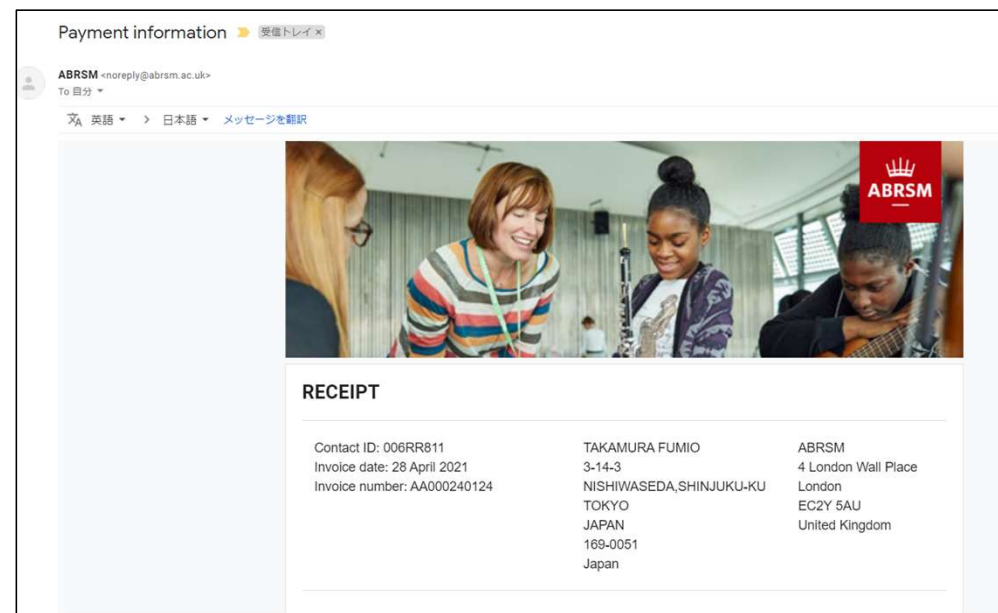 Payment information 受信トレイ ×
ABRSM <noreply@abrsm.ac.uk>
To 自分
英語 > 日本語 メッセージを翻訳
ABRSM
RECEIPT
Contact ID: 006RR811
Invoice date: 28 April 2021
Invoice number: AA000240124
TAKAMURA FUMIO
3-14-3
NISHIWASEDA,SHINJUKU-KU
TOKYO
JAPAN
169-0051
Japan
ABRSM
4 London Wall Place
London
EC2Y 5AU
United Kingdom